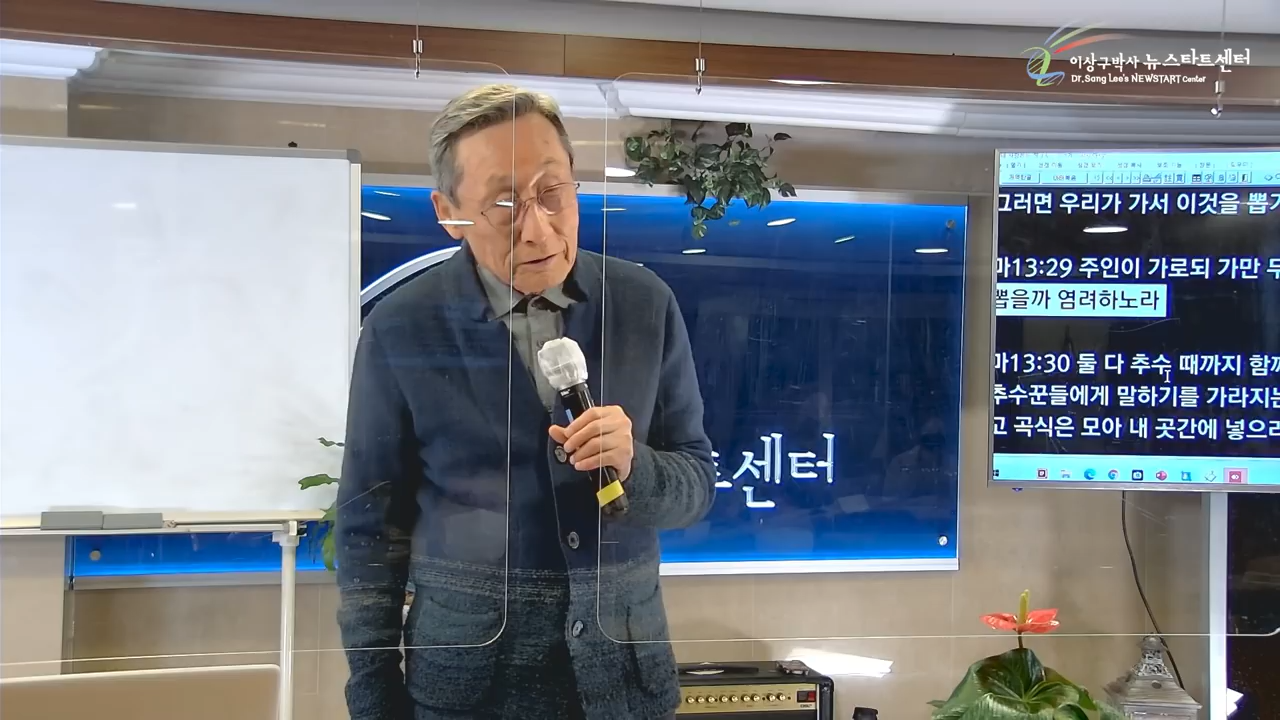 이상구박사 뉴스타트센터
Dr. Sang Lee's NEWSTART Center
그러면 우리가 가서 이것을 뽑기
마13:29 주인이 가로되 가만 두
뽑을까 염려하노라
마13:30 둘 다 추수 때까지 함께
추수꾼들에게 말하기를 가라지는
고 곡식은 모아 내 곳간에 넣으리
트센터